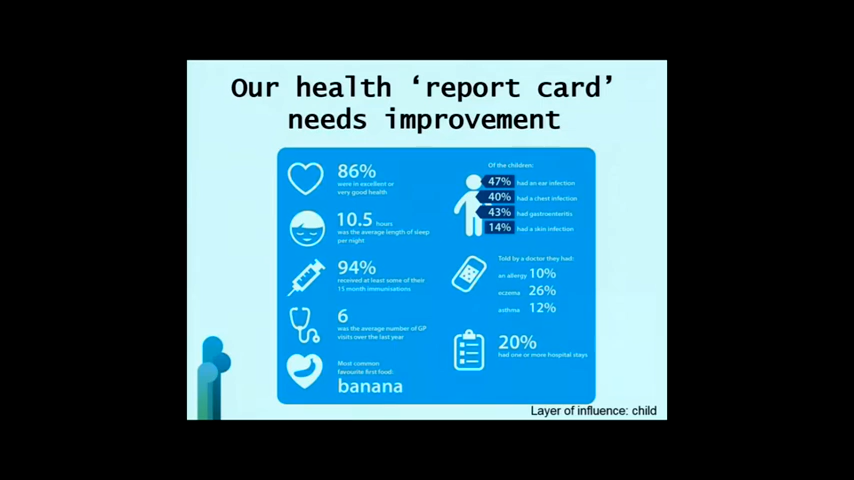 Our health ‘report card’
needs improvement
86%
were in excellent or
very good health
10.5 hours
was the average length of sleep
per night
94%
received at least some of their
15 month immunisations
6
was the average number of GP
visits over the last year
Most common
favourite first food:
banana
Of the children:
47% had an ear infection
40% had a chest infection
43% had gastroenteritis
14% had a skin infection
Told by a doctor they had:
an allergy 10%
eczema 26%
asthma 12%
20%
had one or more hospital stays
Layer of influence: child